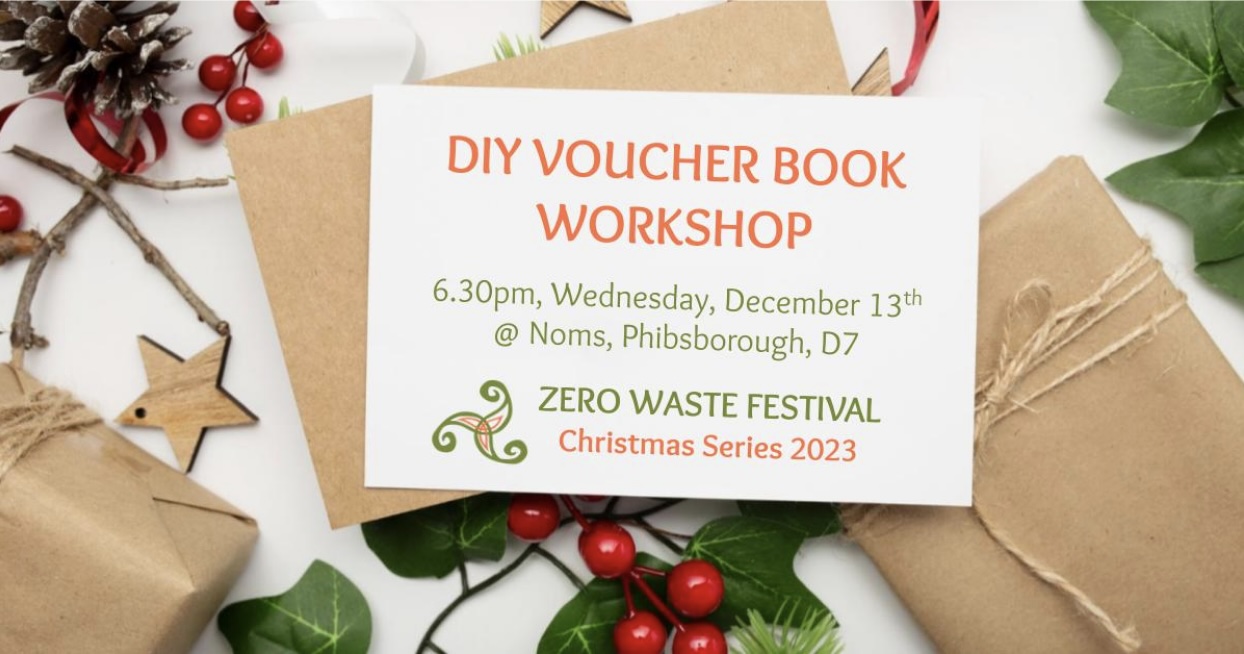 DIY VOUCHER BOOK
WORKSHOP
6.30pm, Wednesday, December 13th
@ Noms, Phibsborough, D7
ZERO WASTE FESTIVAL
Christmas Series 2023